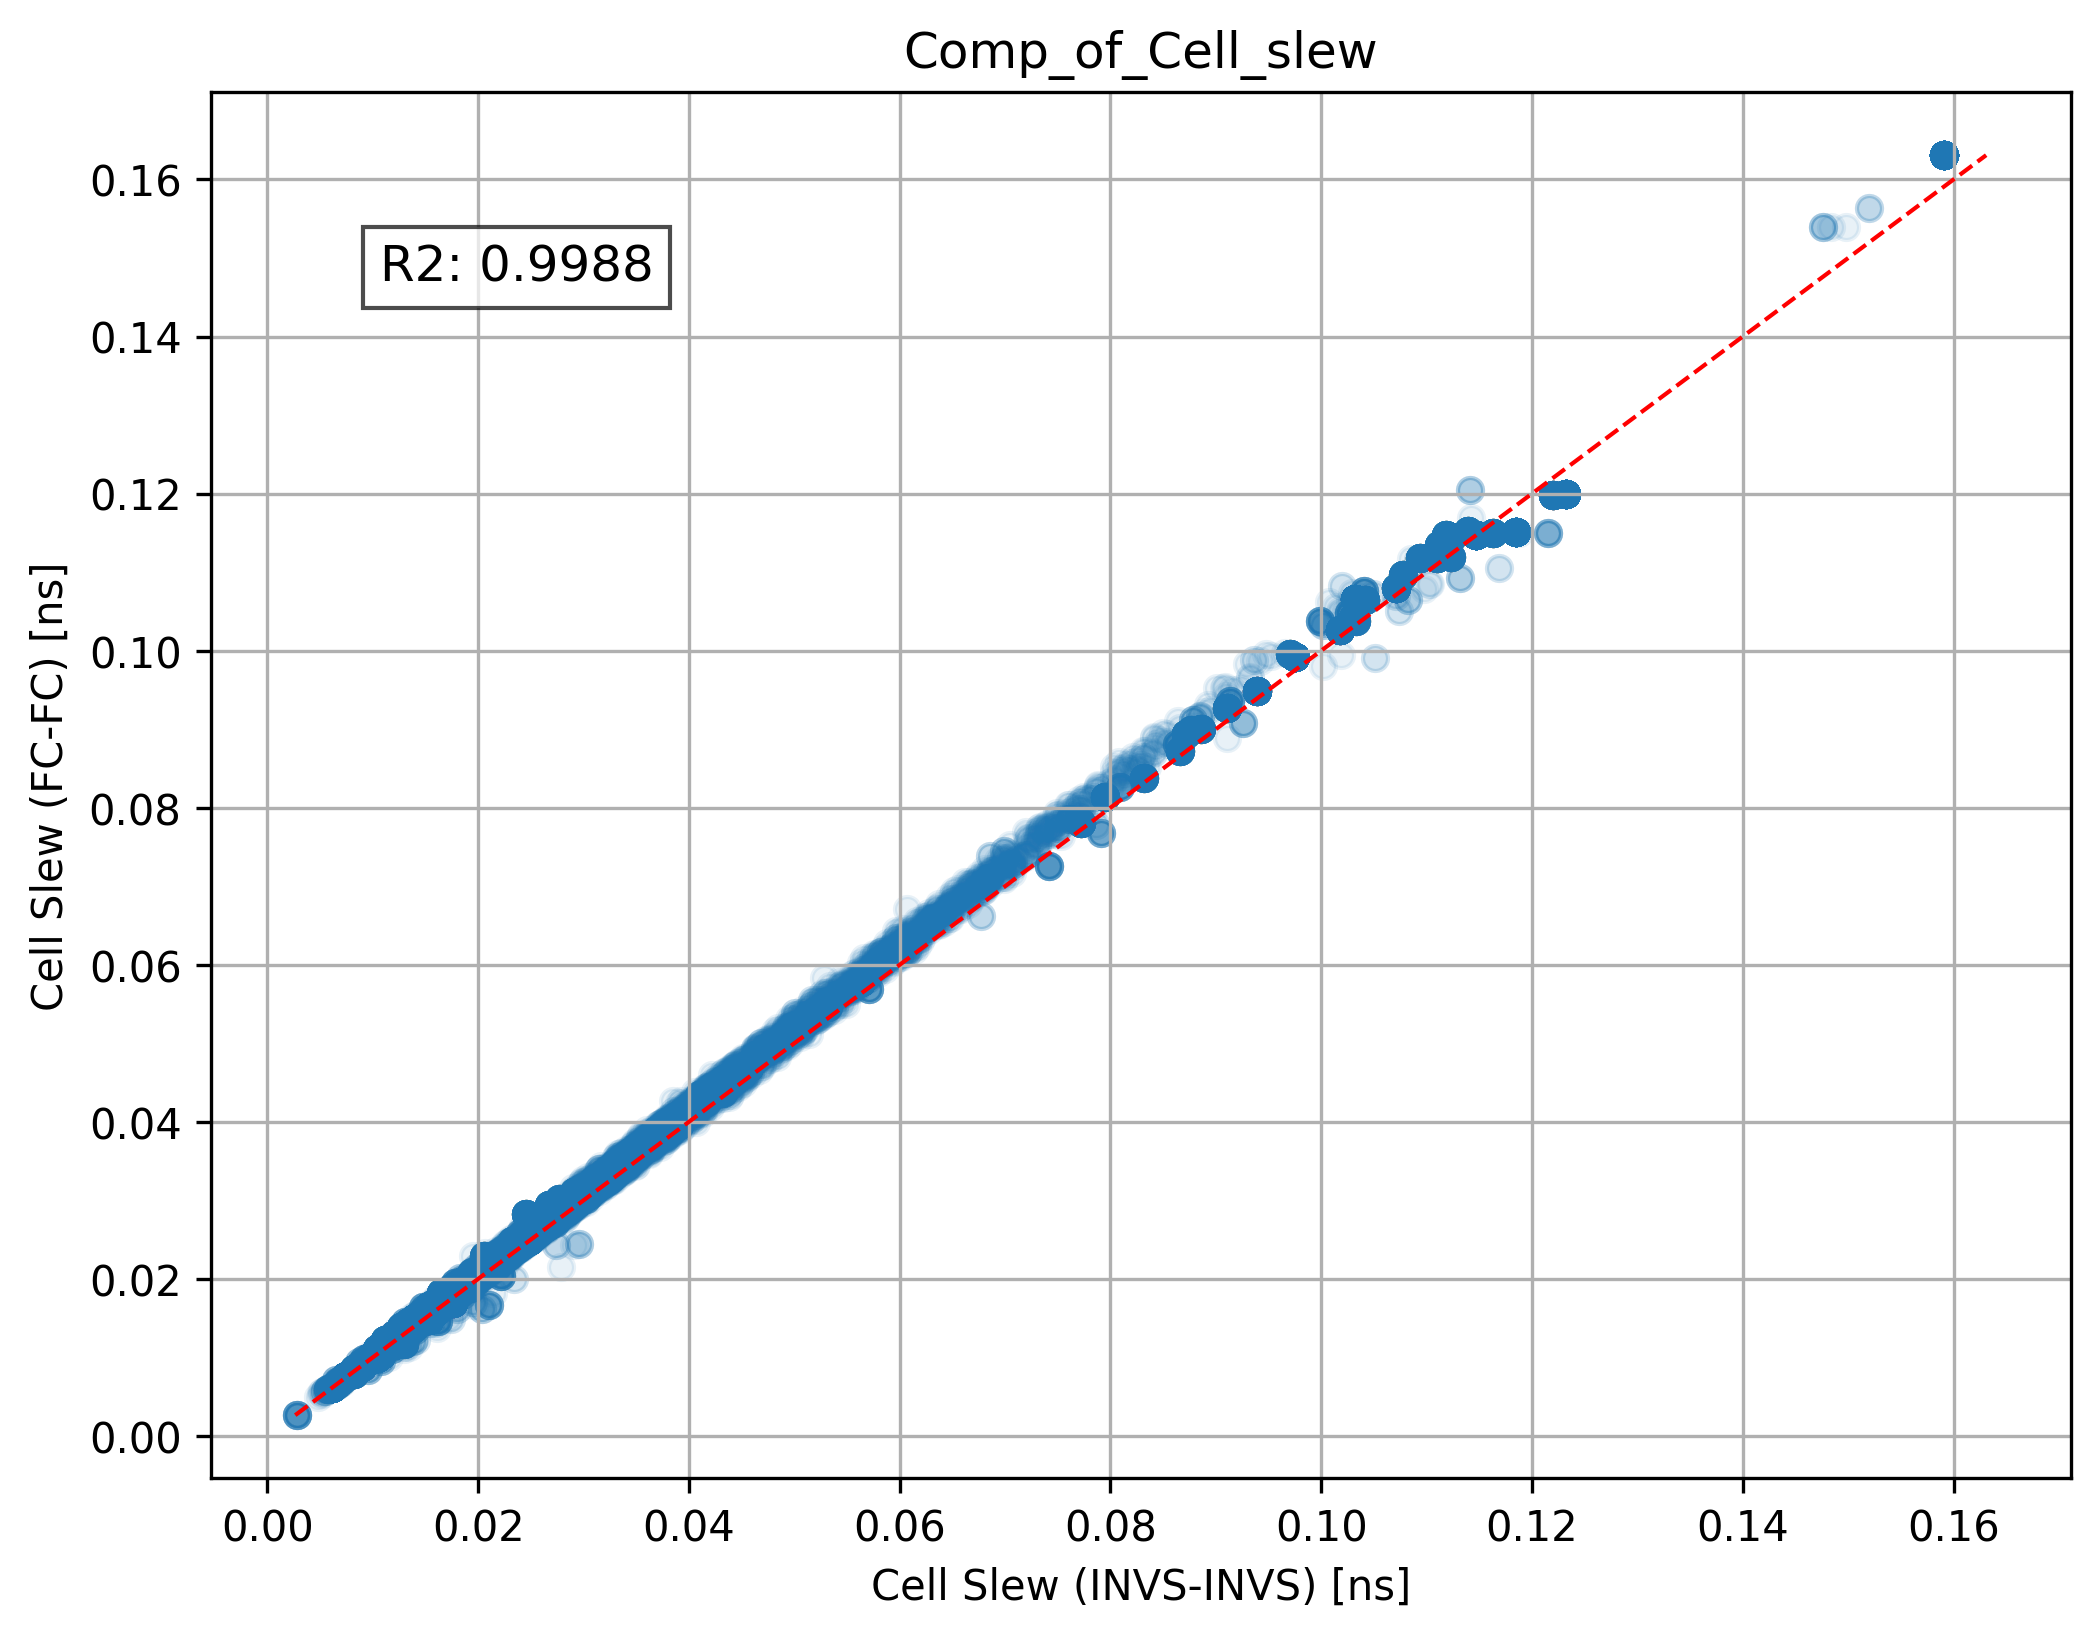 Comp_of_Cell_slew
R2: 0.9988
Cell Slew (FC-FC) [ns]
0.16
0.14
0.12
0.10
0.08
0.06
0.04
0.02
0.00
0.00 0.02 0.04 0.06 0.08 0.10 0.12 0.14 0.16
Cell Slew (INVS-INVS) [ns]